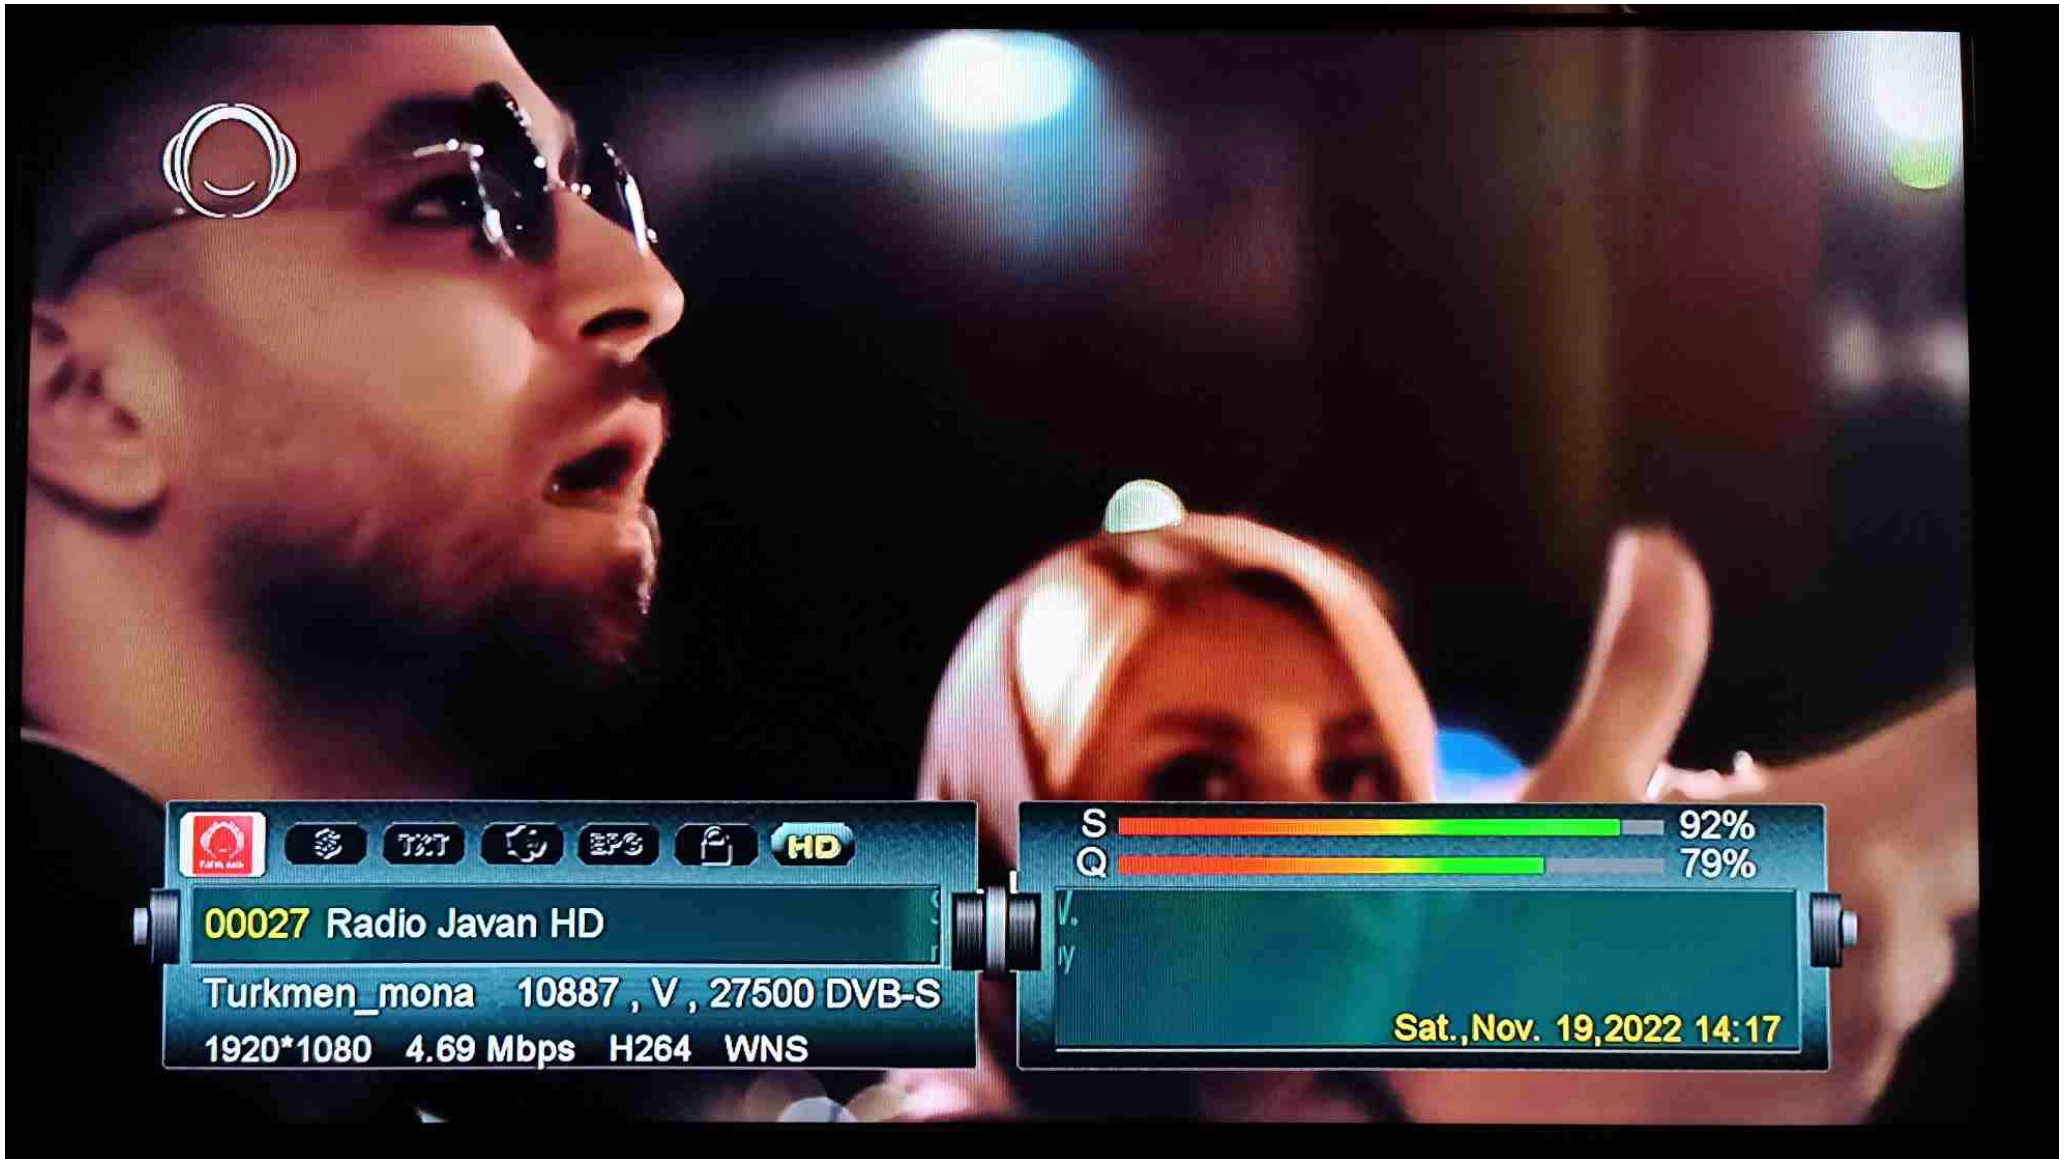 TXT EPG HD
S 92%
Q 79%
00027 Radio Javan HD
Turkmen_mona 10887 , V , 27500 DVB-S
1920*1080 4.69 Mbps H264 WNS
Sat.,Nov. 19,2022 14:17